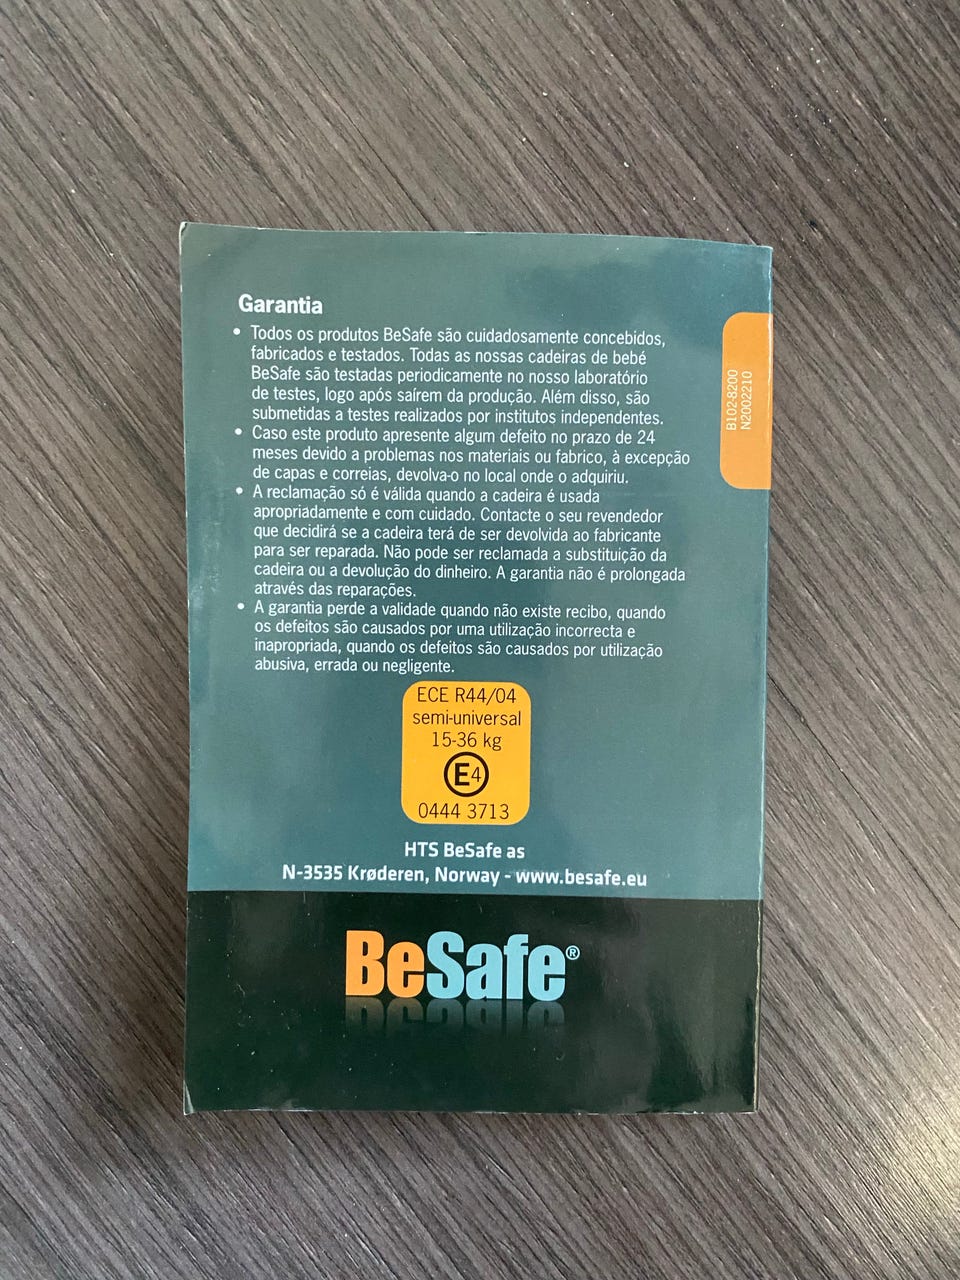 Garantia
• Todos os produtos BeSafe são cuidadosamente concebidos,
fabricados e testados. Todas as nossas cadeiras de bebé
BeSafe são testadas periodicamente no nosso laboratório
de testes, logo após saírem da produção. Além disso, são
submetidas a testes realizados por institutos independentes.
• Caso este produto apresente algum defeito no prazo de 24
meses devido a problemas nos materiais ou fabrico, à excepção
de capas e correias, devolva-o no local onde o adquiriu.
• A reclamação só é válida quando a cadeira é usada
apropriadamente e com cuidado. Contacte o seu revendedor
que decidirá se a cadeira terá de ser devolvida ao fabricante
para ser reparada. Não pode ser reclamada a substituição da
cadeira ou a devolução do dinheiro. A garantia não é prolongada
através das reparações.
• A garantia perde a validade quando não existe recibo, quando
os defeitos são causados por uma utilização incorrecta e
inapropriada, quando os defeitos são causados por utilização
abusiva, errada ou negligente.
B102-8200
N2002210
ECE R44/04
semi-universal
15-36 kg
E4
0444 3713
HTS BeSafe as
N-3535 Krøderen, Norway - www.besafe.eu
BeSafe®